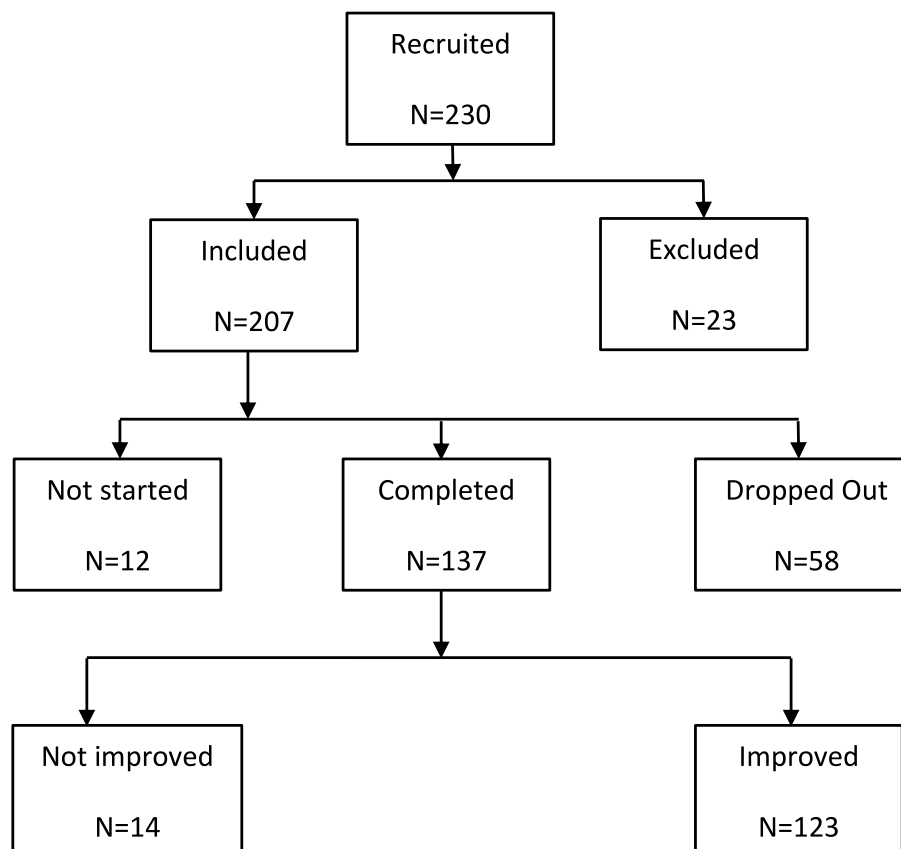 Recruited
N=230
Included
N=207
Excluded
N=23
Not started
N=12
Completed
N=137
Dropped Out
N=58
Not improved
N=14
Improved
N=123